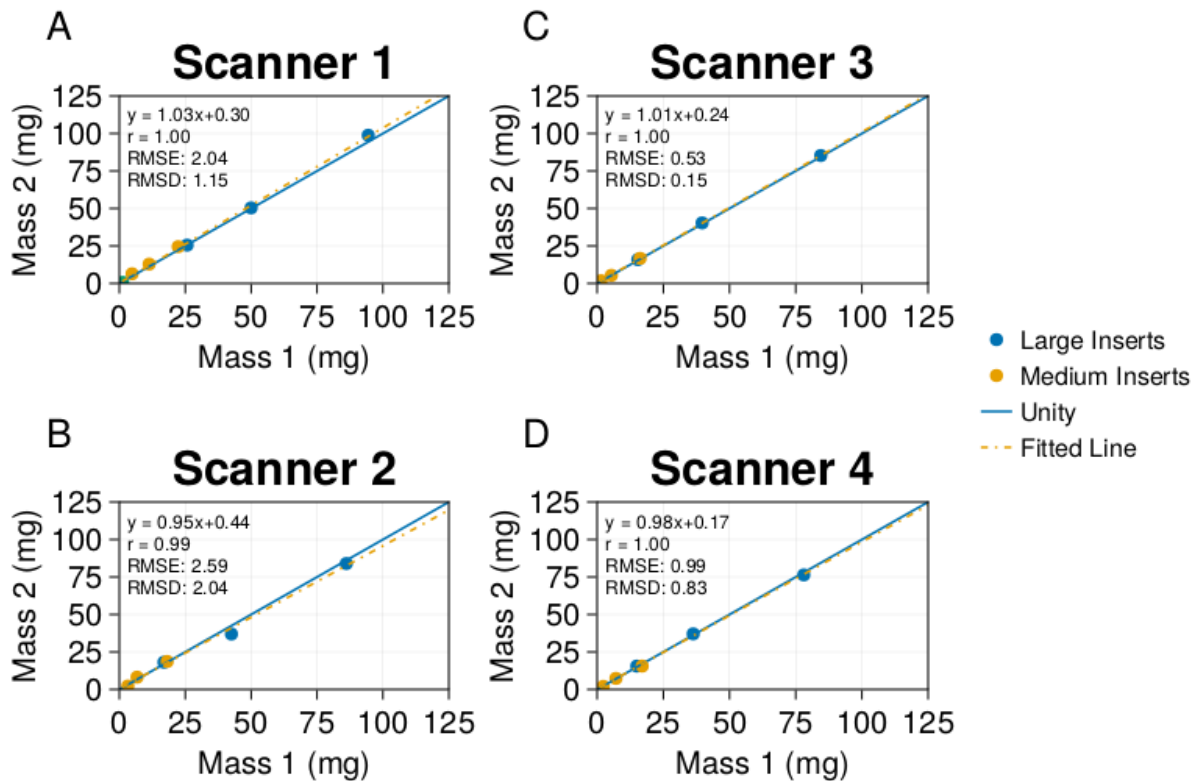 A
Scanner 1
y = 1.03x+0.30
r = 1.00
RMSE: 2.04
RMSD: 1.15
Mass 2 (mg)
125
100
75
50
25
0
0 25 50 75 100 125
Mass 1 (mg)
B
Scanner 2
y = 0.95x+0.44
r = 0.99
RMSE: 2.59
RMSD: 2.04
Mass 2 (mg)
125
100
75
50
25
0
0 25 50 75 100 125
Mass 1 (mg)
C
Scanner 3
y = 1.01x+0.24
r = 1.00
RMSE: 0.53
RMSD: 0.15
Mass 2 (mg)
125
100
75
50
25
0
0 25 50 75 100 125
Mass 1 (mg)
D
Scanner 4
y = 0.98x+0.17
r = 1.00
RMSE: 0.99
RMSD: 0.83
Mass 2 (mg)
125
100
75
50
25
0
0 25 50 75 100 125
Mass 1 (mg)
Large Inserts
Medium Inserts
Unity
Fitted Line